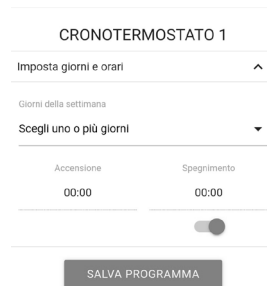 CRONOTERMOSTATO 1
Imposta giorni e orari
Giorni della settimana
Scegli uno o più giorni
Accensione Spegnimento
00:00 00:00
SALVA PROGRAMMA